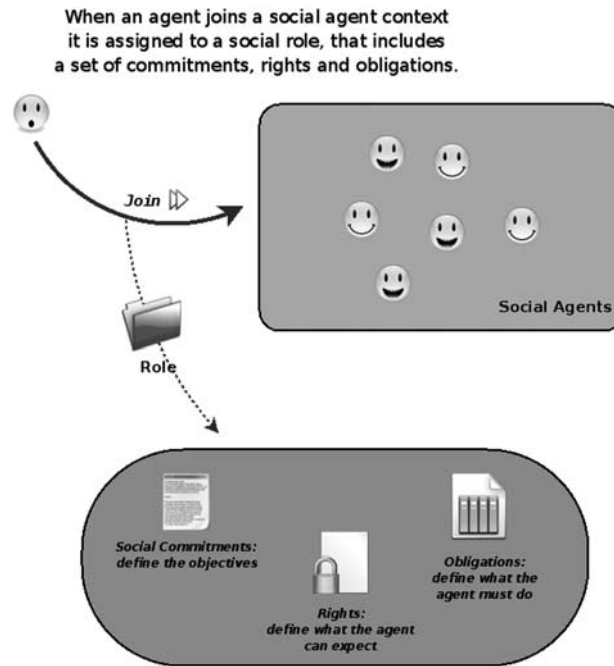 When an agent joins a social agent context
it is assigned to a social role, that includes
a set of commitments, rights and obligations.
Join
Social Agents
Role
Social Commitments:
define the objectives
Obligations:
define what the
agent must do
Rights:
define what the agent
can expect